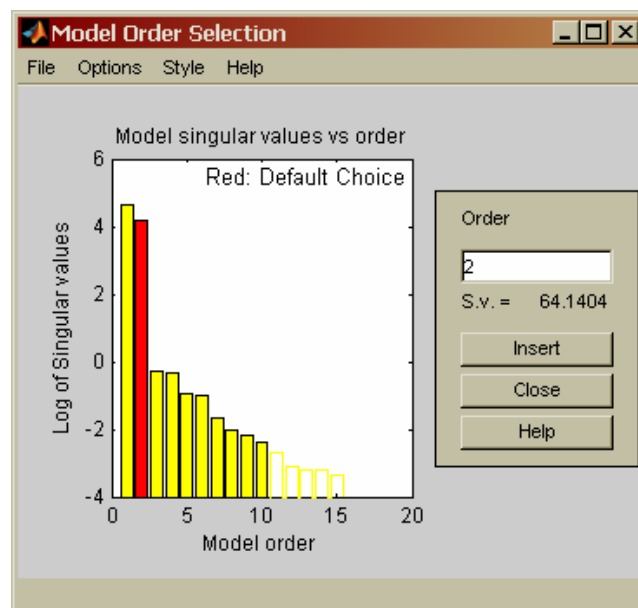 Model Order Selection
File Options Style Help
Model singular values vs order
Red: Default Choice
6
4
2
0
-2
-4
Log of Singular values
0 5 10 15 20
Model order
Order
2
S.v. = 64.1404
Insert
Close
Help